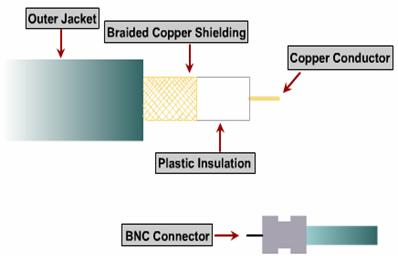 Outer Jacket
Braided Copper Shielding
Copper Conductor
Plastic Insulation
BNC Connector